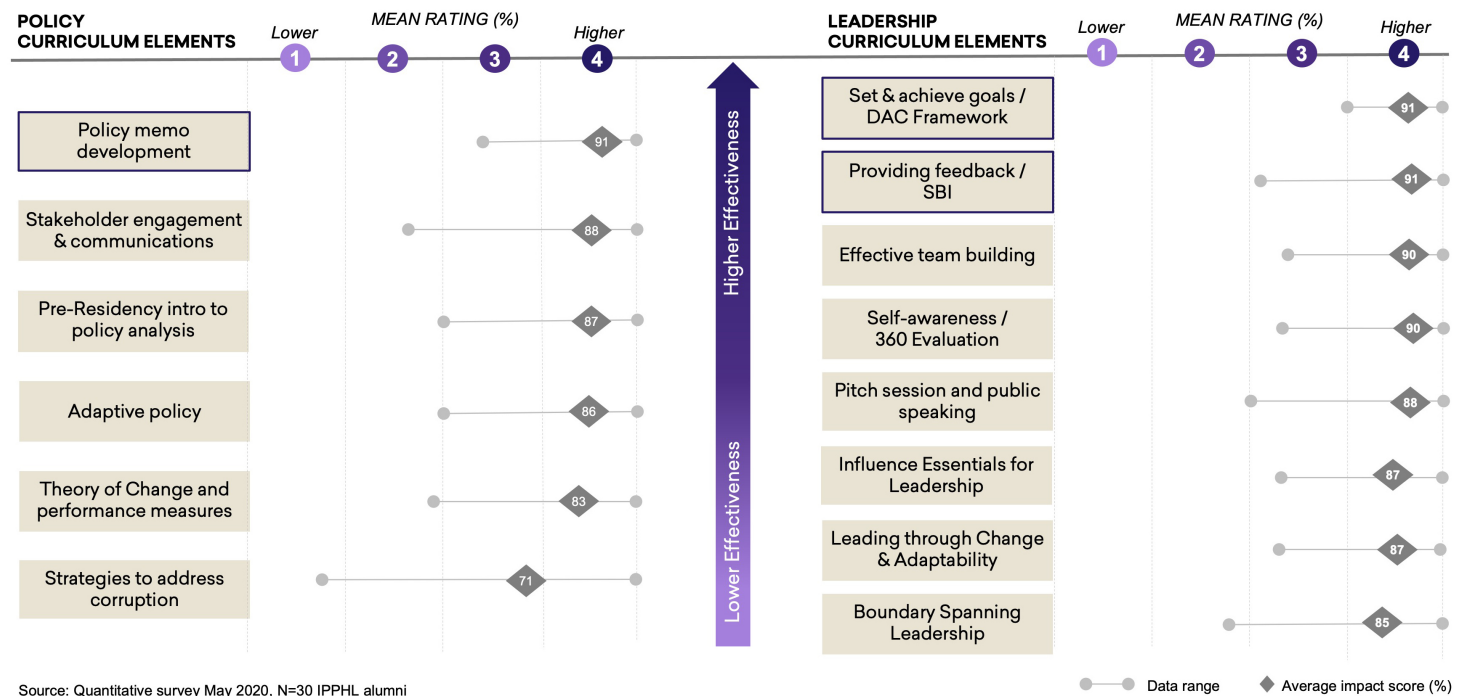 POLICY
CURRICULUM ELEMENTS
MEAN RATING (%)
Lower
Higher
1
2
3
4
Policy memo
development
91
Stakeholder engagement
& communications
88
Pre-Residency intro to
policy analysis
87
Adaptive policy
86
Theory of Change and
performance measures
83
Strategies to address
corruption
71
Higher Effectiveness
Lower Effectiveness
LEADERSHIP
CURRICULUM ELEMENTS
MEAN RATING (%)
Lower
Higher
1
2
3
4
Set & achieve goals /
DAC Framework
91
Providing feedback /
SBI
91
Effective team building
90
Self-awareness /
360 Evaluation
90
Pitch session and public
speaking
88
Influence Essentials for
Leadership
87
Leading through Change
& Adaptability
87
Boundary Spanning
Leadership
85
Source: Quantitative survey May 2020. N=30 IPPHL alumni
Data range
Average impact score (%)